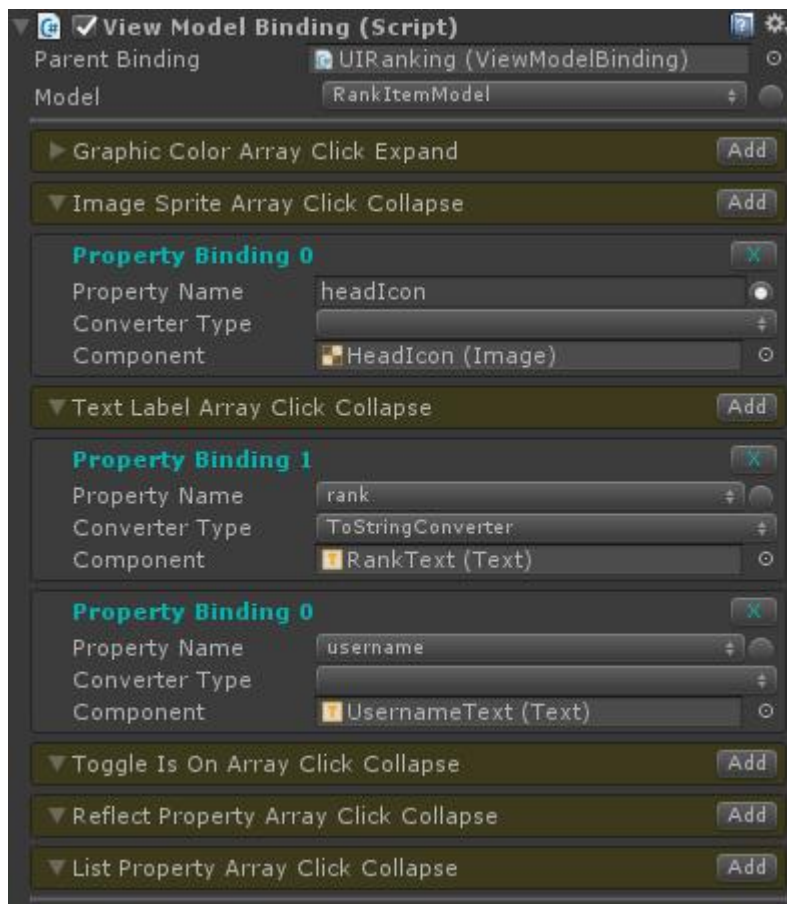 View Model Binding (Script)
Parent Binding UIRanking (ViewModelBinding)
Model RankItemModel
Graphic Color Array Click Expand Add
Image Sprite Array Click Collapse Add
Property Binding 0 X
Property Name headIcon
Converter Type
Component HeadIcon (Image)
Text Label Array Click Collapse Add
Property Binding 1 X
Property Name rank
Converter Type ToStringConverter
Component RankText (Text)
Property Binding 0 X
Property Name username
Converter Type
Component UsernameText (Text)
Toggle Is On Array Click Collapse Add
Reflect Property Array Click Collapse Add
List Property Array Click Collapse Add